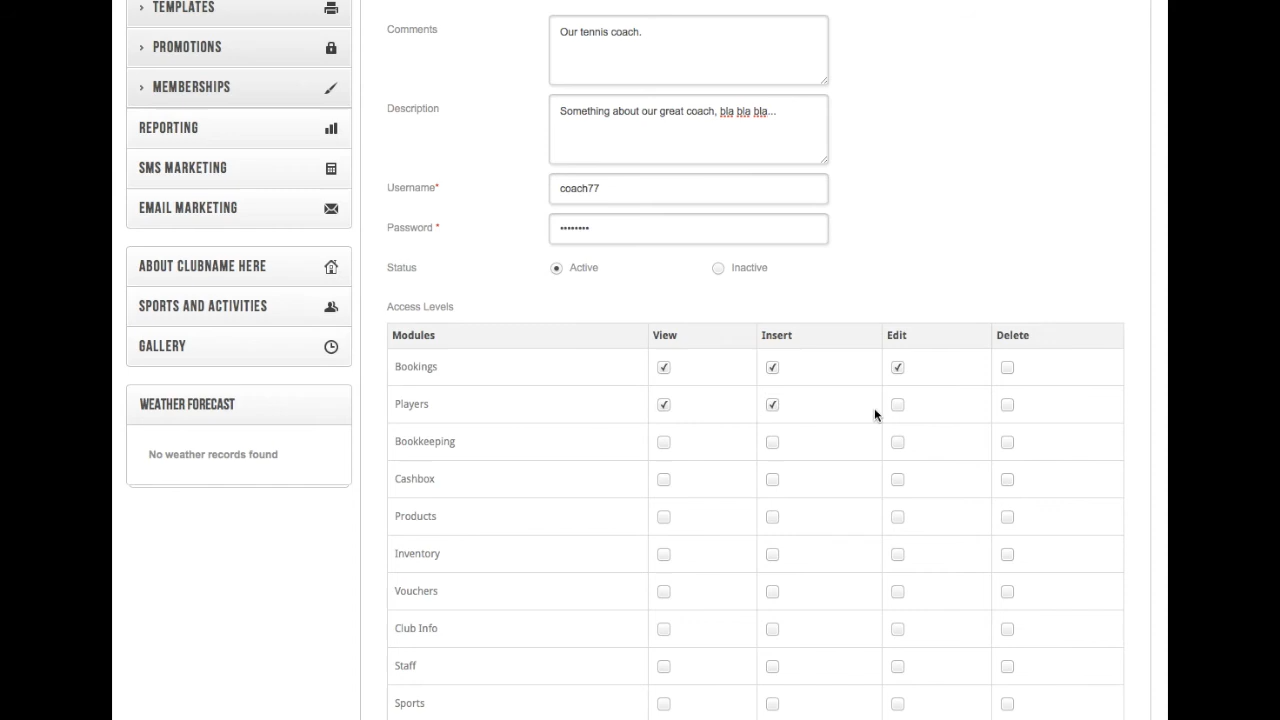 TEMPLATES
PROMOTIONS
MEMBERSHIPS
REPORTING
SMS MARKETING
EMAIL MARKETING
ABOUT CLUBNAME HERE
SPORTS AND ACTIVITIES
GALLERY
WEATHER FORECAST
No weather records found
Comments
Our tennis coach.
Description
Something about our great coach, bla bla bla...
Username*
coach77
Password *
••••••••
Status
Active Inactive
Access Levels
Modules View Insert Edit Delete
Bookings
Players
Bookkeeping
Cashbox
Products
Inventory
Vouchers
Club Info
Staff
Sports